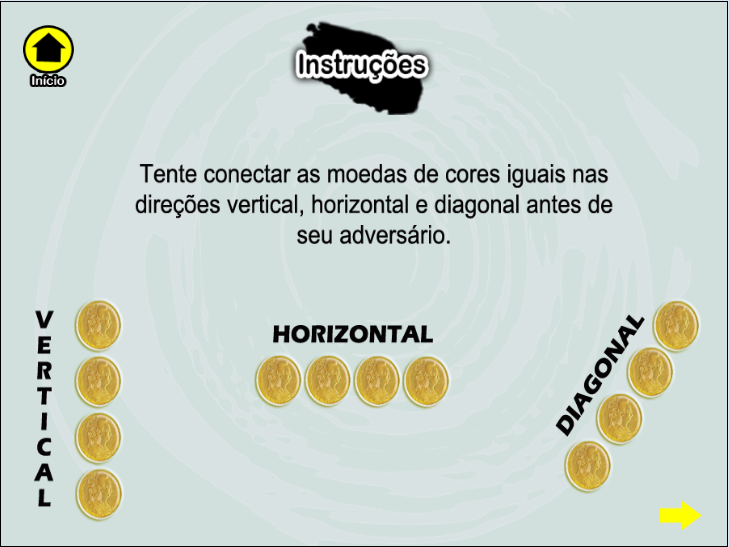 Início
Instruções
Tente conectar as moedas de cores iguais nas
direções vertical, horizontal e diagonal antes de
seu adversário.
VERTICAL
HORIZONTAL
DIAGONAL